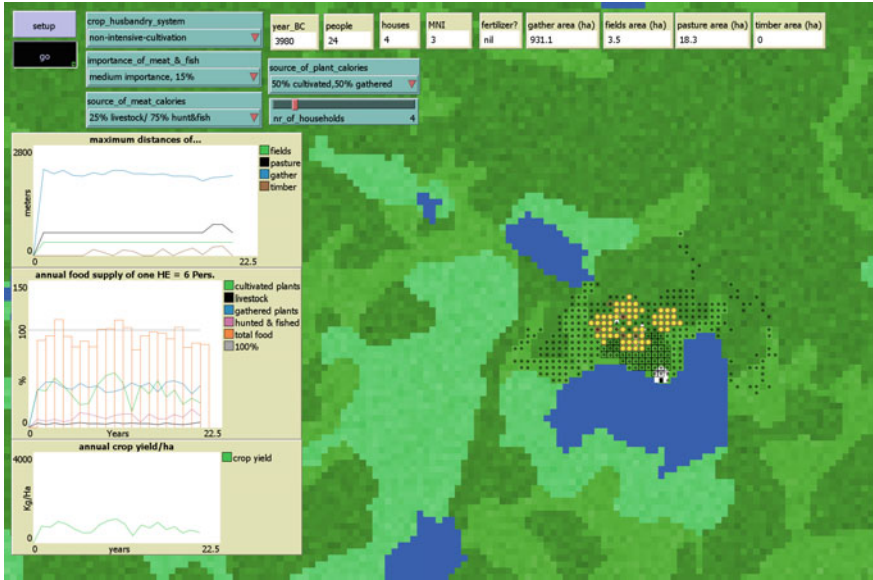 setup
go
crop_husbandry_system
non-intensive-cultivation
importance_of_meat_&_fish
medium importance, 15%
source_of_meat_calories
25% livestock/ 75% hunt&fish
year_BC
3980
people
24
houses
4
MNI
3
fertilizer?
nil
gather area (ha)
931.1
fields area (ha)
3.5
pasture area (ha)
18.3
timber area (ha)
0
source_of_plant_calories
50% cultivated,50% gathered
nr_of_households 4
maximum distances of...
2800
meters
0
0 22.5
fields
pasture
gather
timber
annual food supply of one HE = 6 Pers.
150
100
%
0
0 Years 22.5
cultivated plants
livestock
gathered plants
hunted & fished
total food
100%
annual crop yield/ha
4000
Kg/Ha
0
0 years 22.5
crop yield